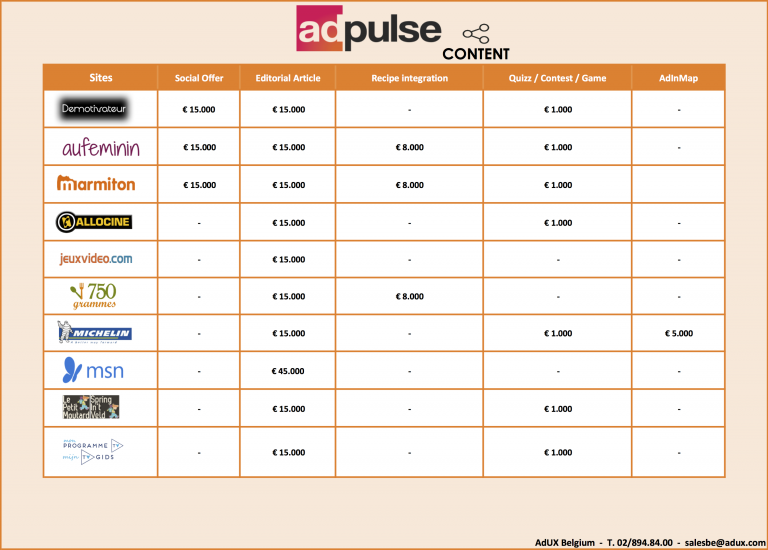 adpulse
CONTENT
Sites Social Offer Editorial Article Recipe integration Quizz / Contest / Game AdInMap
Demotivateur € 15.000 € 15.000 - € 1.000 -
aufeminin € 15.000 € 15.000 € 8.000 € 1.000 -
marmiton € 15.000 € 15.000 € 8.000 € 1.000
ALLOCINE - € 15.000 - € 1.000 -
jeuxvideo.com - € 15.000 - - -
750 grammes - € 15.000 € 8.000 - -
MICHELIN - € 15.000 - € 1.000 € 5.000
msn - € 45.000 - - -
Le Petit Moutard Spring In't Veld - € 15.000 - € 1.000 -
mon PROGRAMME TV mijn TV GIDS - € 15.000 - € 1.000 -
AdUX Belgium - T. 02/894.84.00 - salesbe@adux.com